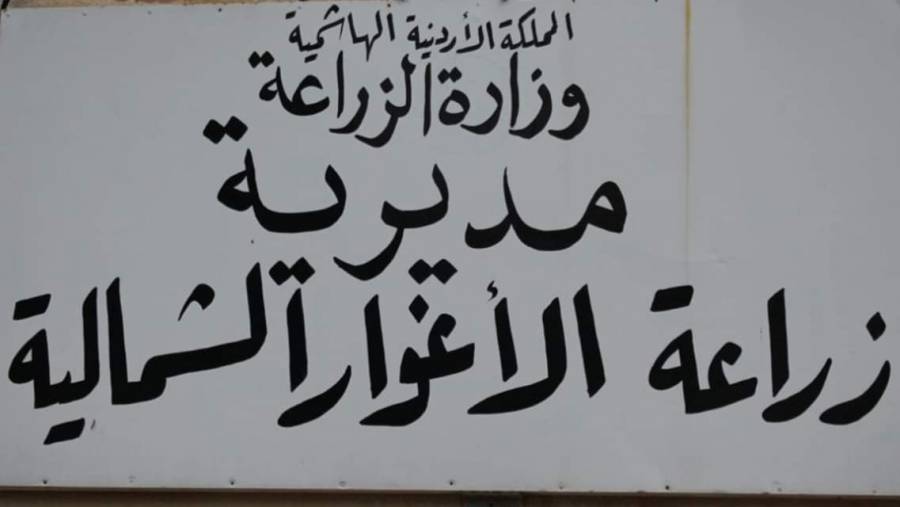 المملكة الأردنية الهاشمية
وزارة الزراعة
مديرية
زراعة الأغوار الشمالية